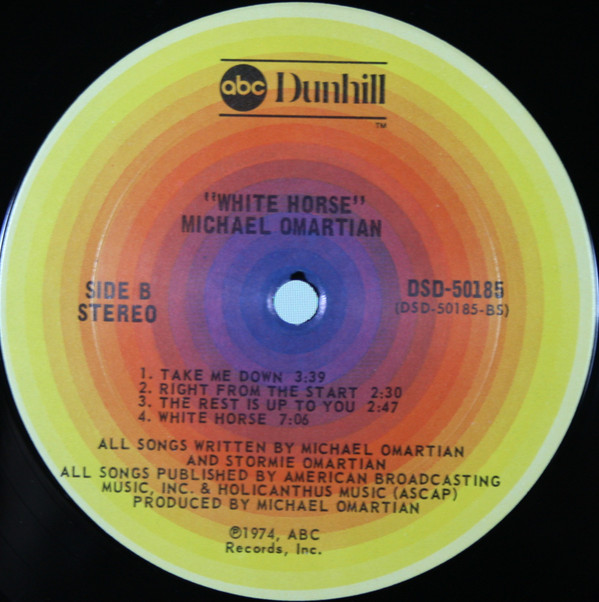 abc Dunhill
TM
"WHITE HORSE"
MICHAEL OMARTIAN
SIDE B
STEREO
DSD-50185
(DSD-50185-BS)
1. TAKE ME DOWN 3:39
2. RIGHT FROM THE START 2:30
3. THE REST IS UP TO YOU 2:47
4. WHITE HORSE 7:06
ALL SONGS WRITTEN BY MICHAEL OMARTIAN
AND STORMIE OMARTIAN
ALL SONGS PUBLISHED BY AMERICAN BROADCASTING
MUSIC, INC. & HOLICANTHUS MUSIC (ASCAP)
PRODUCED BY MICHAEL OMARTIAN
℗1974, ABC
Records, Inc.